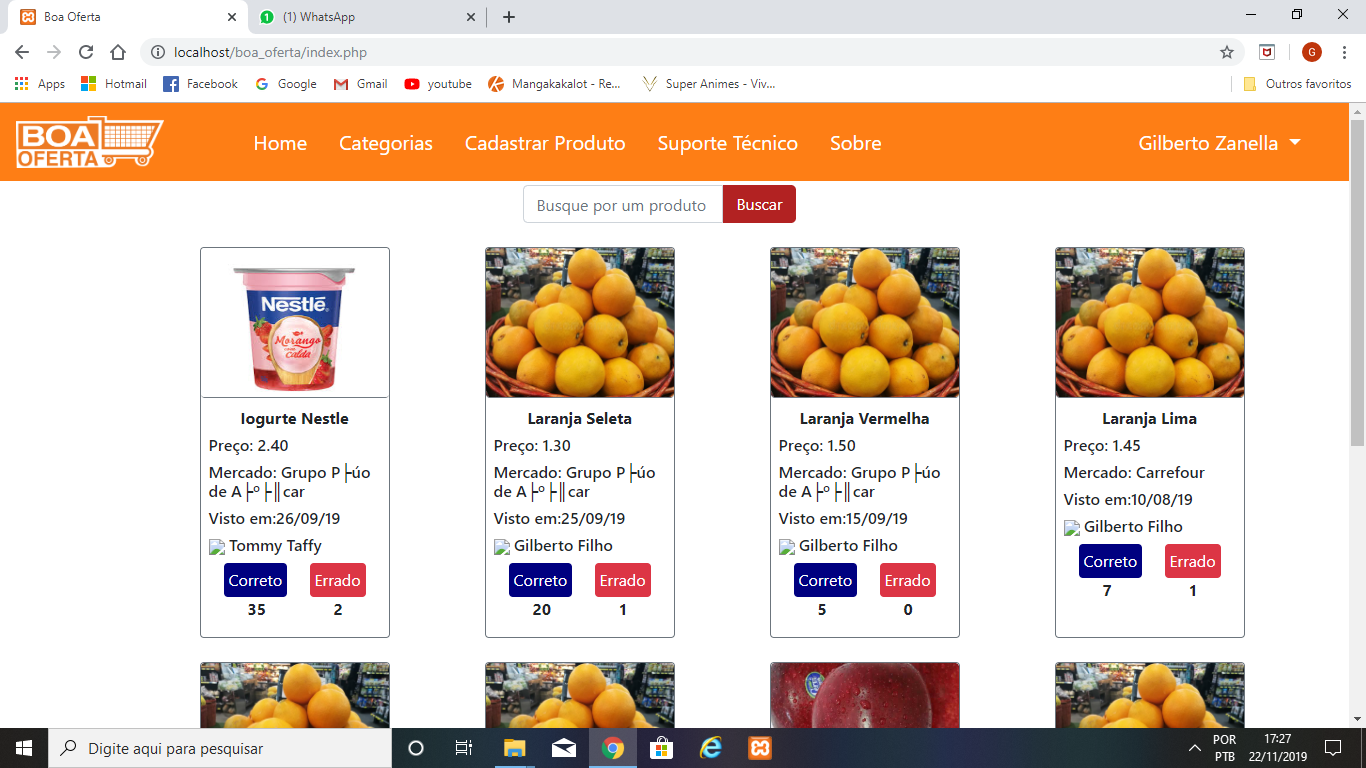 Boa Oferta
(1) WhatsApp
localhost/boa_oferta/index.php
G
Apps Hotmail Facebook Google Gmail youtube Mangakakalot - Re... Super Animes - Viv... Outros favoritos
BOA
OFERTA
Home Categorias Cadastrar Produto Suporte Técnico Sobre Gilberto Zanella
Busque por um produto Buscar
Nestlé
Morango
calda
Iogurte Nestle
Preço: 2.40
Mercado: Grupo P├úo
de A├º├║car
Visto em:26/09/19
Tommy Taffy
Correto Errado
35 2
Laranja Seleta
Preço: 1.30
Mercado: Grupo P├úo
de A├º├║car
Visto em:25/09/19
Gilberto Filho
Correto Errado
20 1
Laranja Vermelha
Preço: 1.50
Mercado: Grupo P├úo
de A├º├║car
Visto em:15/09/19
Gilberto Filho
Correto Errado
5 0
Laranja Lima
Preço: 1.45
Mercado: Carrefour
Visto em:10/08/19
Gilberto Filho
Correto Errado
7 1
Digite aqui para pesquisar
POR
PTB
17:27
22/11/2019